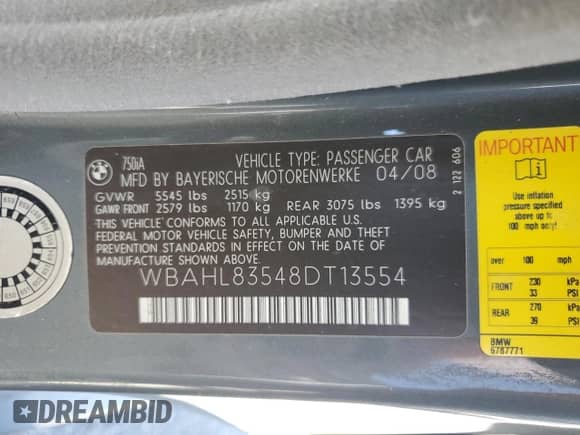 BMW
750iA
VEHICLE TYPE: PASSENGER CAR
MFD BY BAYERISCHE MOTORENWERKE 04/08
GVWR 5545 lbs 2515 kg
GAWR FRONT 2579 lbs 1170 kg REAR 3075 lbs 1395 kg
THIS VEHICLE CONFORMS TO ALL APPLICABLE U.S.
FEDERAL MOTOR VEHICLE SAFETY, BUMPER AND THEFT
PREVENTION STANDARDS IN EFFECT ON THE
DATE OF MANUFACTURE SHOWN ABOVE.
WBAHL83548DT13554
2 122 606
IMPORTANT
Use inflation
pressure specified
for speeds up to
100 mph only!
over 100 mph
FRONT 230 kPa
33 PSI
REAR 270 kPa
39 PSI
BMW
6787771
DREAMBID